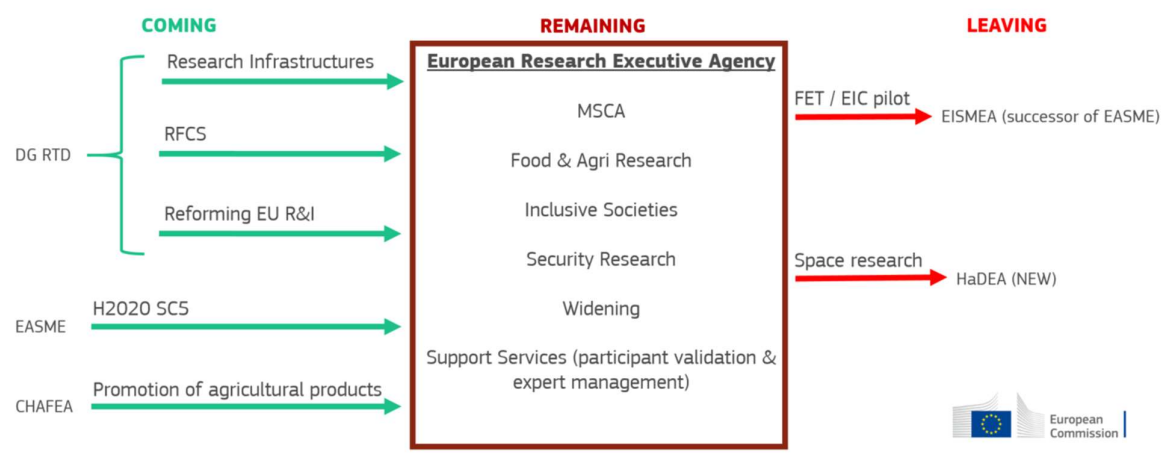 COMING
REMAINING
LEAVING
Research Infrastructures
RFCS
DG RTD
Reforming EU R&I
H2020 SC5
EASME
Promotion of agricultural products
CHAFEA
European Research Executive Agency
MSCA
Food & Agri Research
Inclusive Societies
Security Research
Widening
Support Services (participant validation &
expert management)
FET / EIC pilot
EISMEA (successor of EASME)
Space research
HaDEA (NEW)
European
Commission